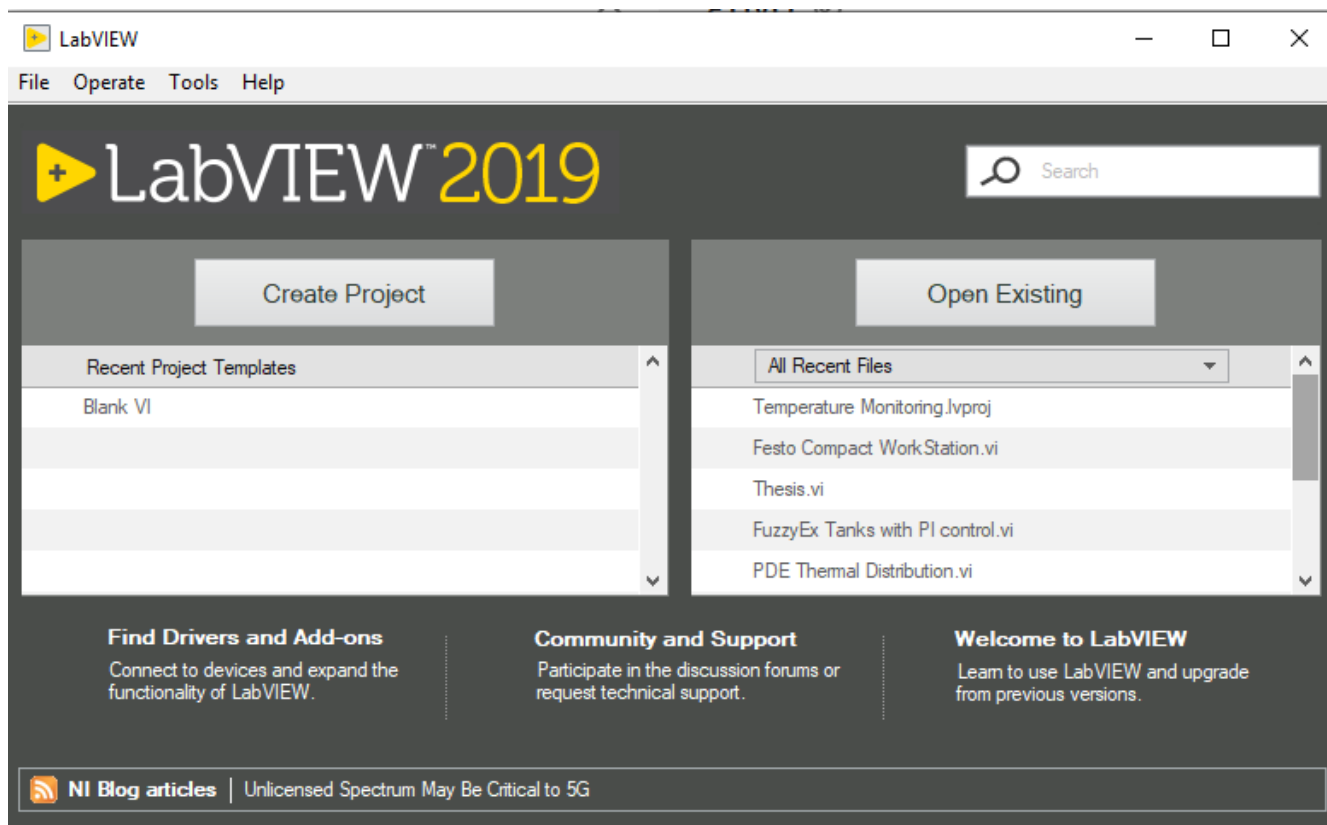 LabVIEW
File Operate Tools Help
LabVIEW™ 2019
Search
Create Project
Open Existing
Recent Project Templates
All Recent Files
Blank VI
Temperature Monitoring.lvproj
Festo Compact WorkStation.vi
Thesis.vi
FuzzyEx Tanks with PI control.vi
PDE Thermal Distribution.vi
Find Drivers and Add-ons
Connect to devices and expand the
functionality of LabVIEW.
Community and Support
Participate in the discussion forums or
request technical support.
Welcome to LabVIEW
Learn to use LabVIEW and upgrade
from previous versions.
NI Blog articles | Unlicensed Spectrum May Be Critical to 5G